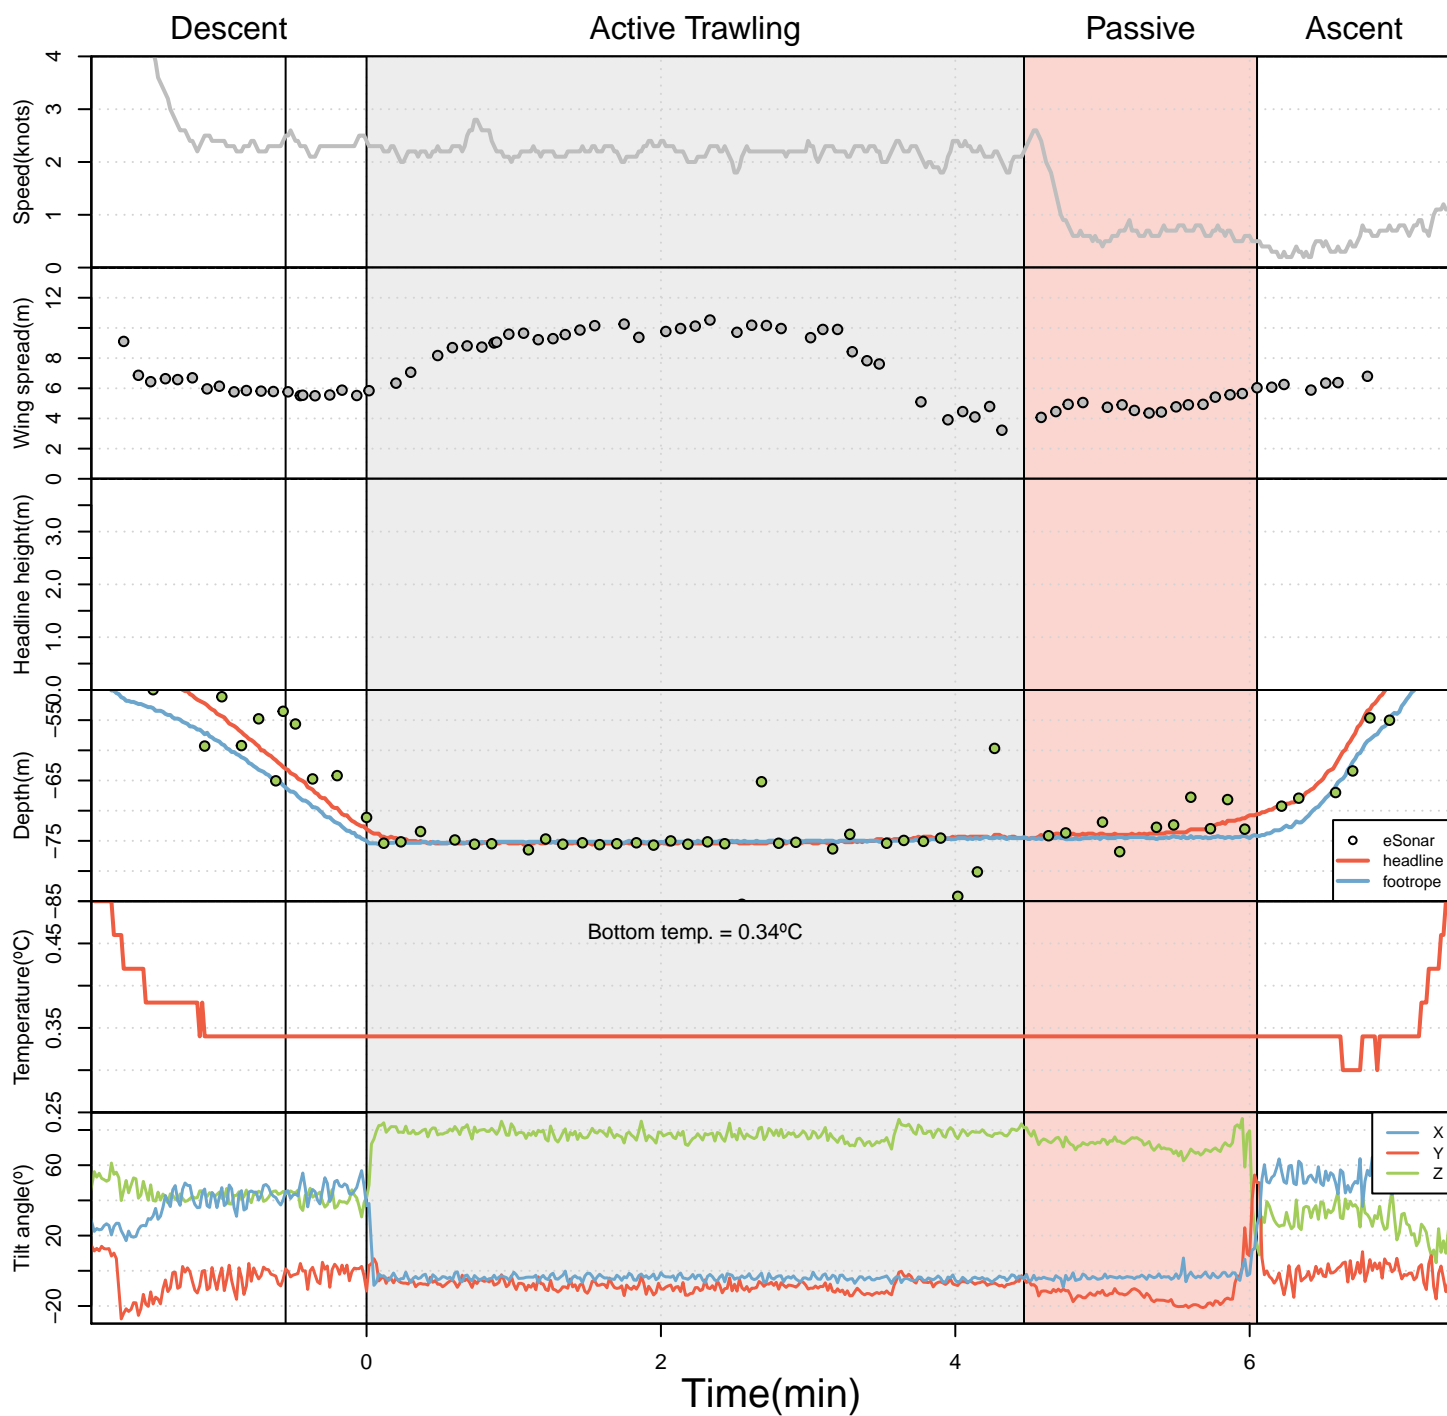 Descent Active Trawling Passive Ascent
Speed(knots)
4
3
2
1
0
Wing spread(m)
12
8
6
4
2
0
Headline height(m)
3.0
2.0
1.0
0.0
Depth(m)
−55
−65
−75
−85
eSonar
headline
footrope
Temperature(ºC)
0.45
0.35
0.25
Bottom temp. = 0.34ºC
Tilt angle(º)
60
20
−20
X
Y
Z
0 2 4 6
Time(min)